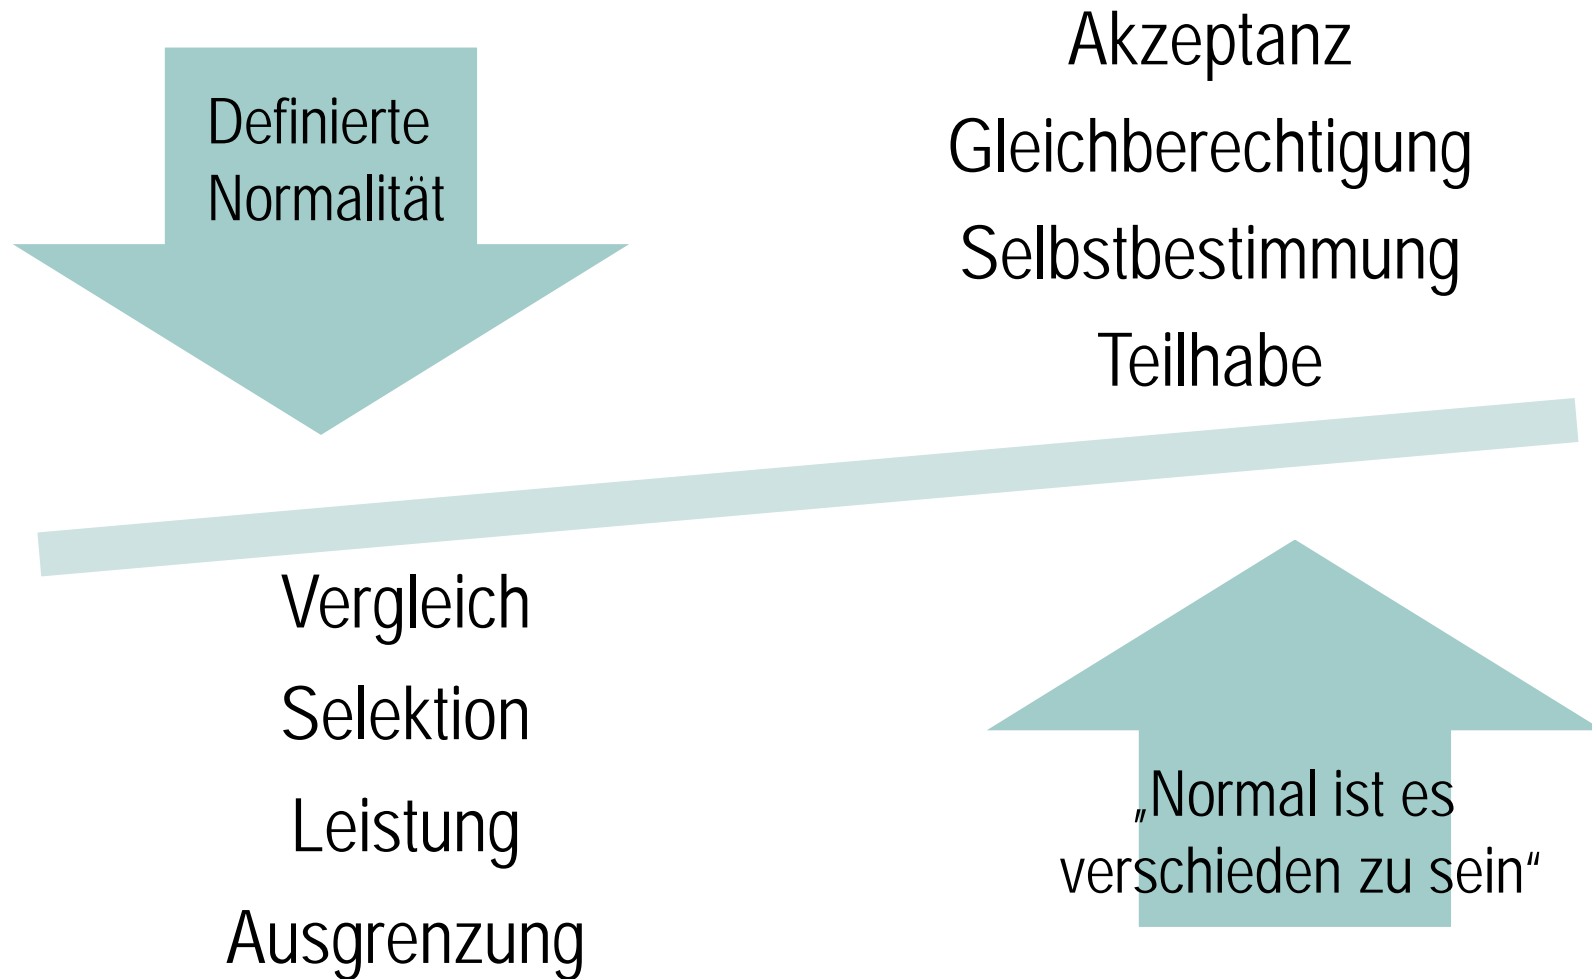 Definierte
Normalität
Akzeptanz
Gleichberechtigung
Selbstbestimmung
Teilhabe
Vergleich
Selektion
Leistung
Ausgrenzung
„Normal ist es
verschieden zu sein“